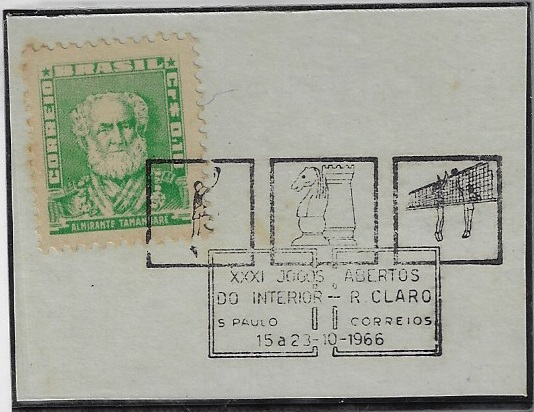 BRASIL
CORREIO
Cr$ 0,10
ALMIRANTE TAMANDARÉ
XXXI JOGOS ABERTOS
DO INTERIOR - R. CLARO
S PAULO CORREIOS
15 a 23-10-1966